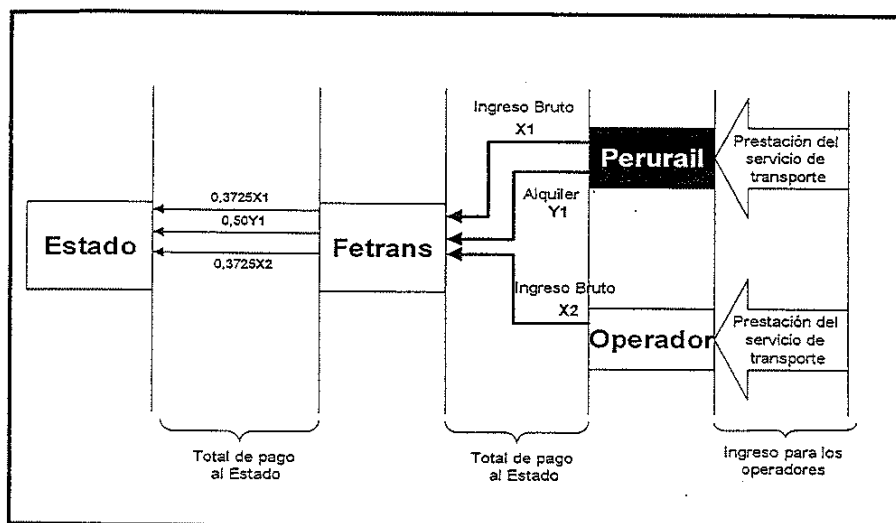 Ingreso Bruto
X1
Perurail
Prestación del
servicio de
transporte
Alquiler
Y1
0,3725X1
0,50Y1
0,3725X2
Estado
Fetrans
Ingreso Bruto
X2
Operador
Prestación del
servicio de
transporte
Total de pago
al Estado
Total de pago
al Estado
Ingreso para los
operadores